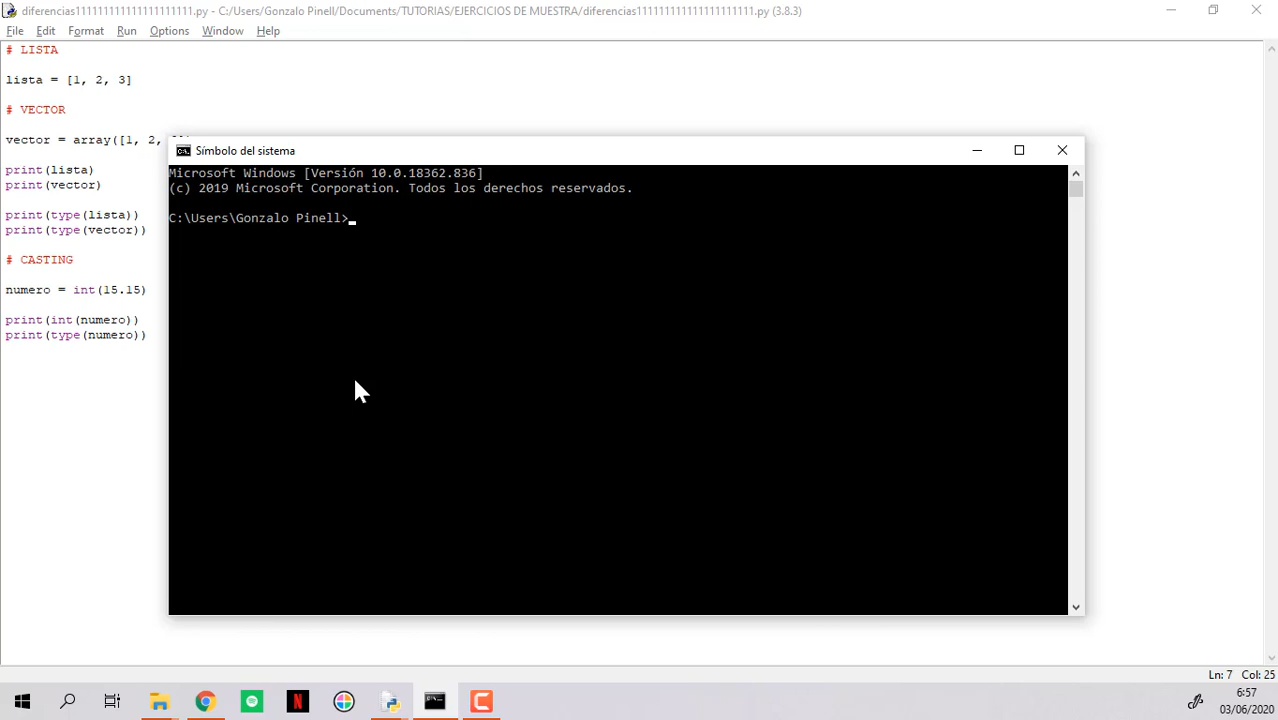 diferencias1111111111111111111111.py - C:/Users/Gonzalo Pinell/Documents/TUTORIAS/EJERCICIOS DE MUESTRA/diferencias1111111111111111111111.py (3.8.3)
File Edit Format Run Options Window Help
# LISTA
lista = [1, 2, 3]
# VECTOR
vector = array([1, 2,
print(lista)
print(vector)
print(type(lista))
print(type(vector))
# CASTING
numero = int(15.15)
print(int(numero))
print(type(numero))
Símbolo del sistema
Microsoft Windows [Versión 10.0.18362.836]
(c) 2019 Microsoft Corporation. Todos los derechos reservados.
C:\Users\Gonzalo Pinell>
Ln: 7 Col: 25
6:57
03/06/2020